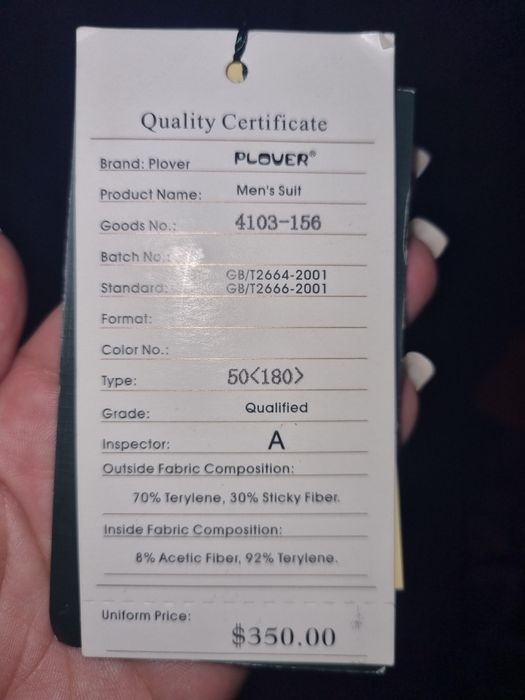 Quality Certificate
Brand: Plover PLOVER®
Product Name: Men's Suit
Goods No.: 4103-156
Batch No.:
GB/T2664-2001
Standard: GB/T2666-2001
Format:
Color No.:
Type: 50<180>
Grade: Qualified
Inspector: A
Outside Fabric Composition:
70% Terylene, 30% Sticky Fiber.
Inside Fabric Composition:
8% Acetic Fiber, 92% Terylene.
Uniform Price:
$350.00